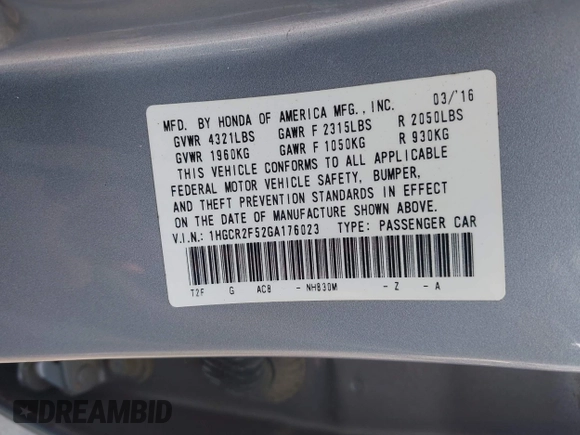 MFD. BY HONDA OF AMERICA MFG., INC. 03/'16
GVWR 4321LBS GAWR F 2315LBS R 2050LBS
GVWR 1960KG GAWR F 1050KG R 930KG
THIS VEHICLE CONFORMS TO ALL APPLICABLE
FEDERAL MOTOR VEHICLE SAFETY, BUMPER,
AND THEFT PREVENTION STANDARDS IN EFFECT
ON THE DATE OF MANUFACTURE SHOWN ABOVE.
V.I.N.: 1HGCR2F52GA176023 TYPE: PASSENGER CAR
T2F G AC8 - NH830M - Z - A
DREAMBID